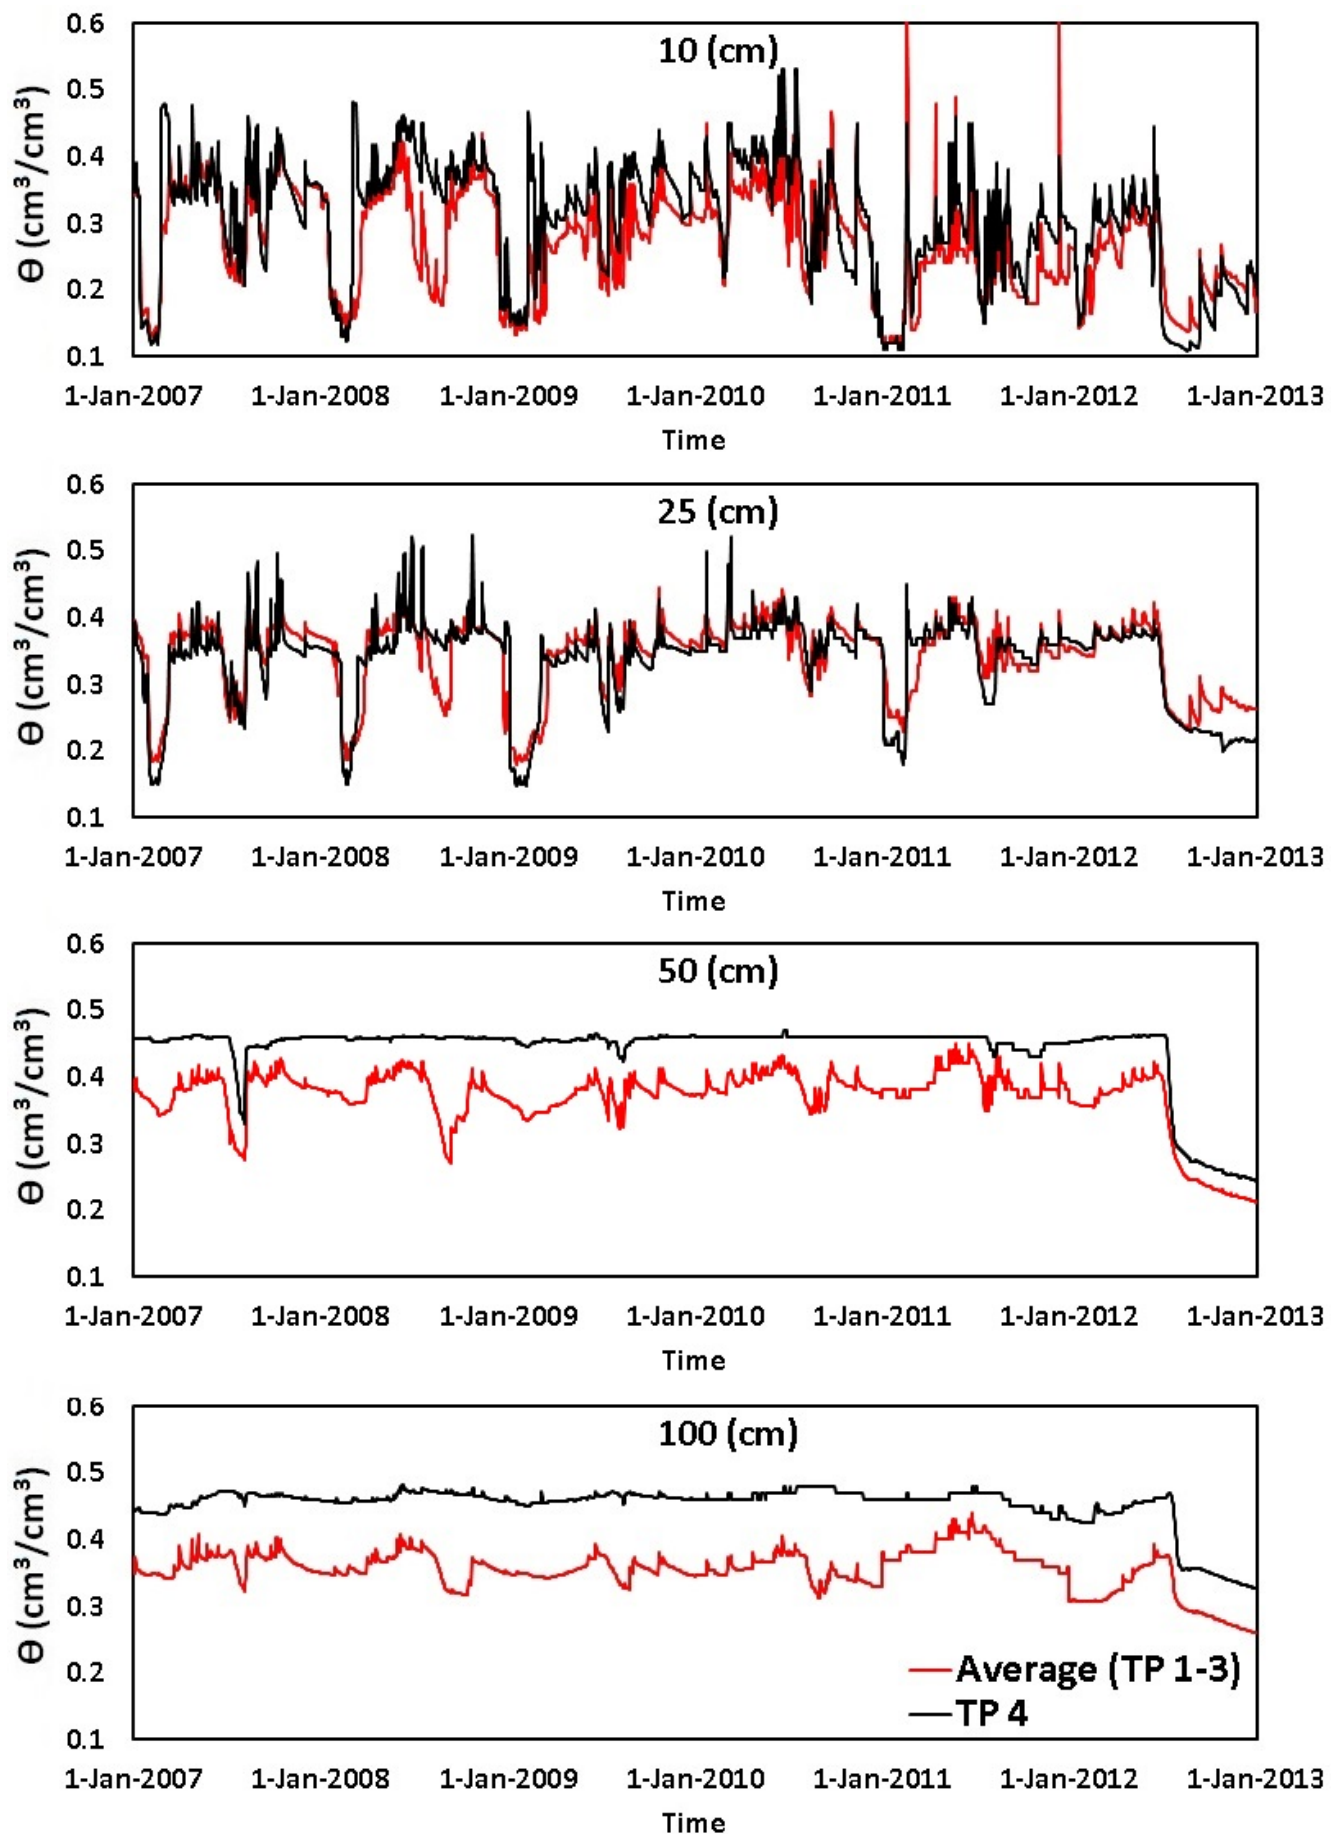 10 (cm)
0.6
0.5
0.4
0.3
0.2
0.1
Θ (cm³/cm³)
1-Jan-2007 1-Jan-2008 1-Jan-2009 1-Jan-2010 1-Jan-2011 1-Jan-2012 1-Jan-2013
Time
25 (cm)
0.6
0.5
0.4
0.3
0.2
0.1
Θ (cm³/cm³)
1-Jan-2007 1-Jan-2008 1-Jan-2009 1-Jan-2010 1-Jan-2011 1-Jan-2012 1-Jan-2013
Time
50 (cm)
0.6
0.5
0.4
0.3
0.2
0.1
Θ (cm³/cm³)
1-Jan-2007 1-Jan-2008 1-Jan-2009 1-Jan-2010 1-Jan-2011 1-Jan-2012 1-Jan-2013
Time
100 (cm)
0.6
0.5
0.4
0.3
0.2
0.1
Θ (cm³/cm³)
Average (TP 1-3)
TP 4
1-Jan-2007 1-Jan-2008 1-Jan-2009 1-Jan-2010 1-Jan-2011 1-Jan-2012 1-Jan-2013
Time